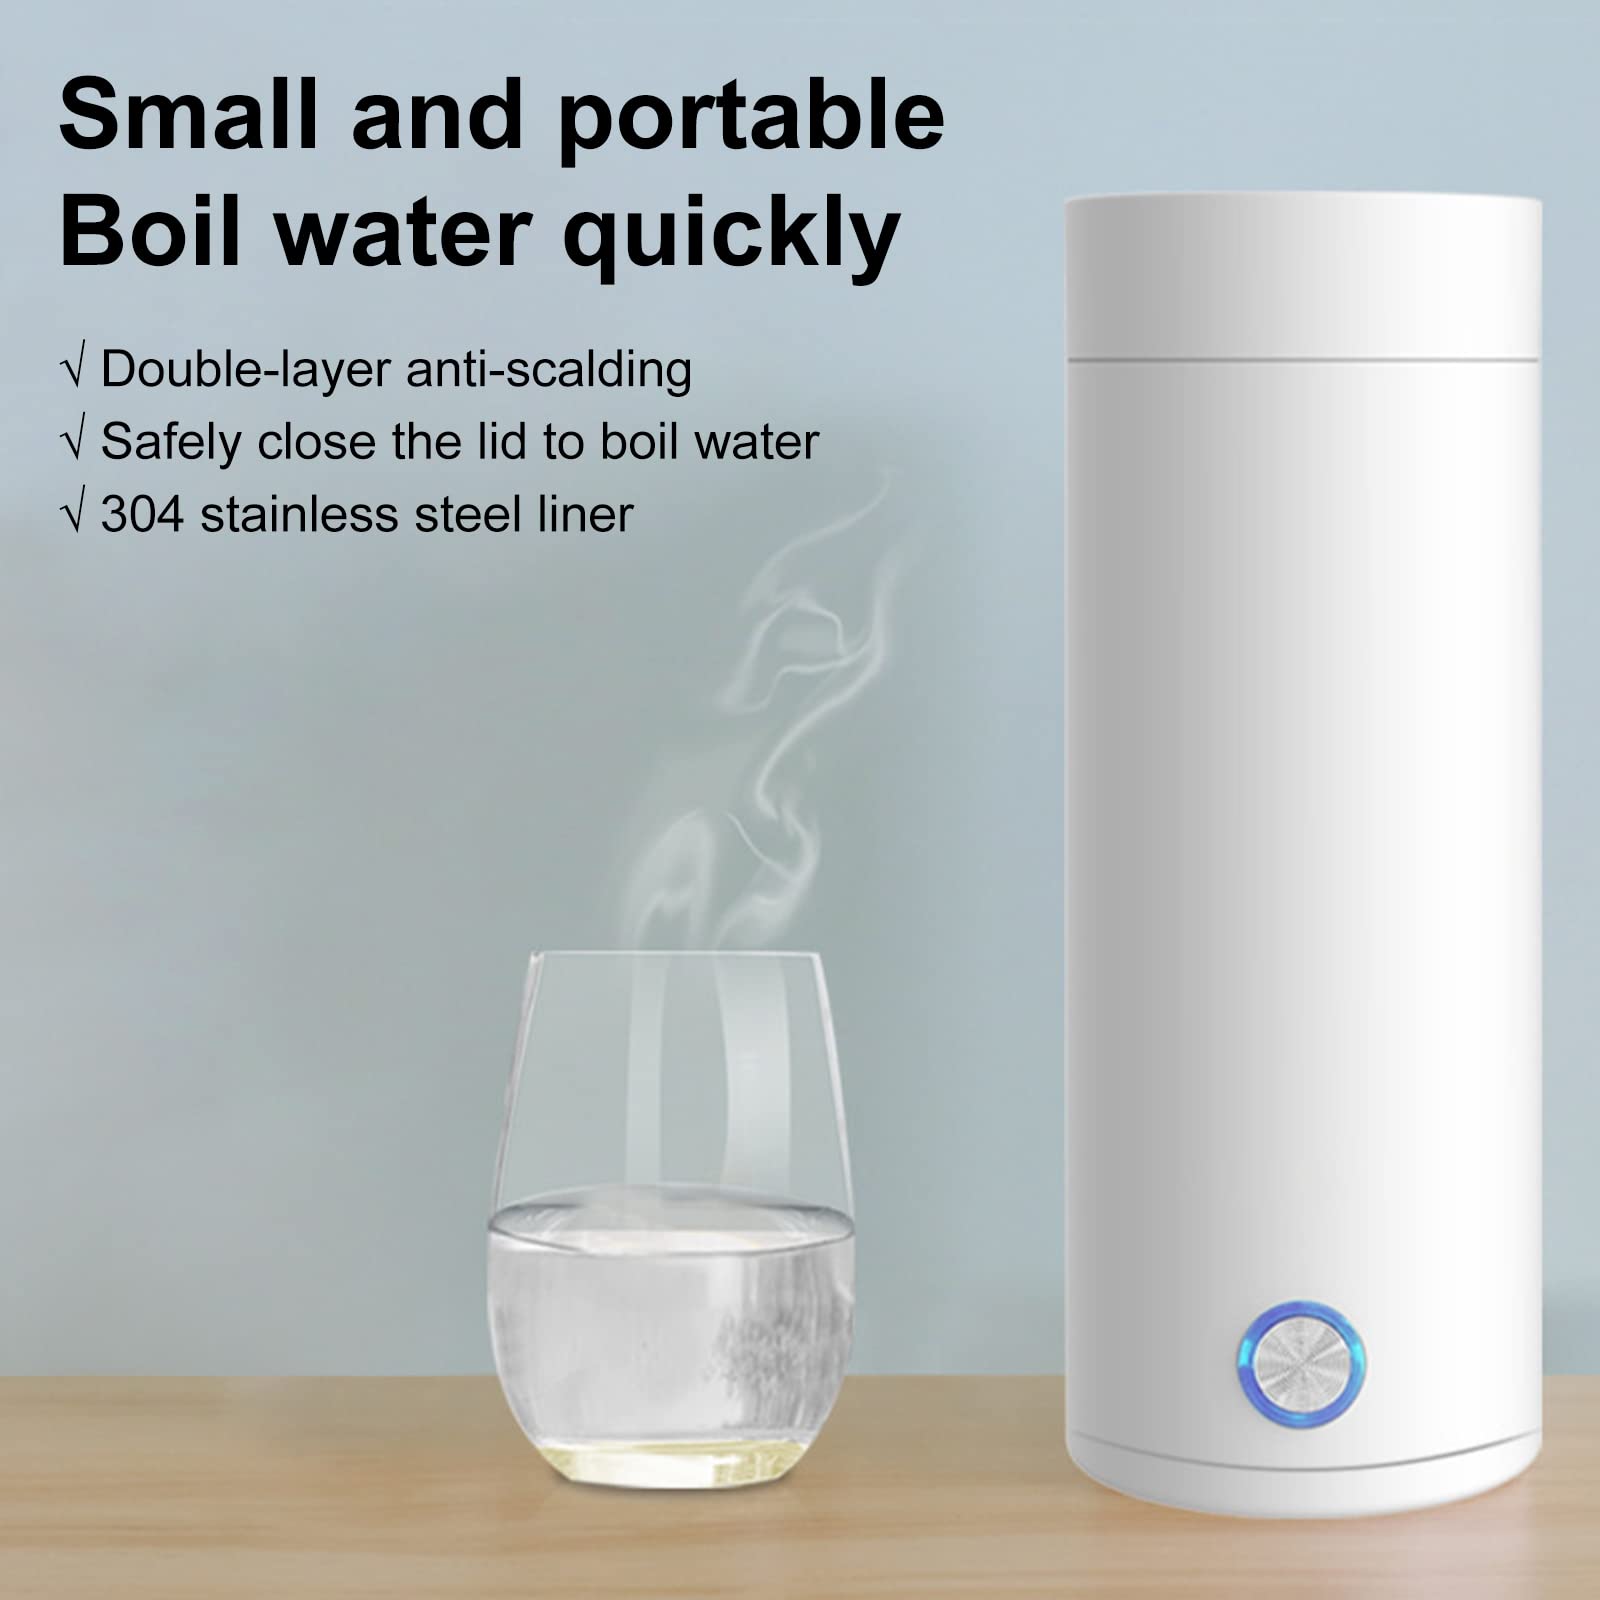 Small and portable
Boil water quickly
√ Double-layer anti-scalding
√ Safely close the lid to boil water
√ 304 stainless steel liner